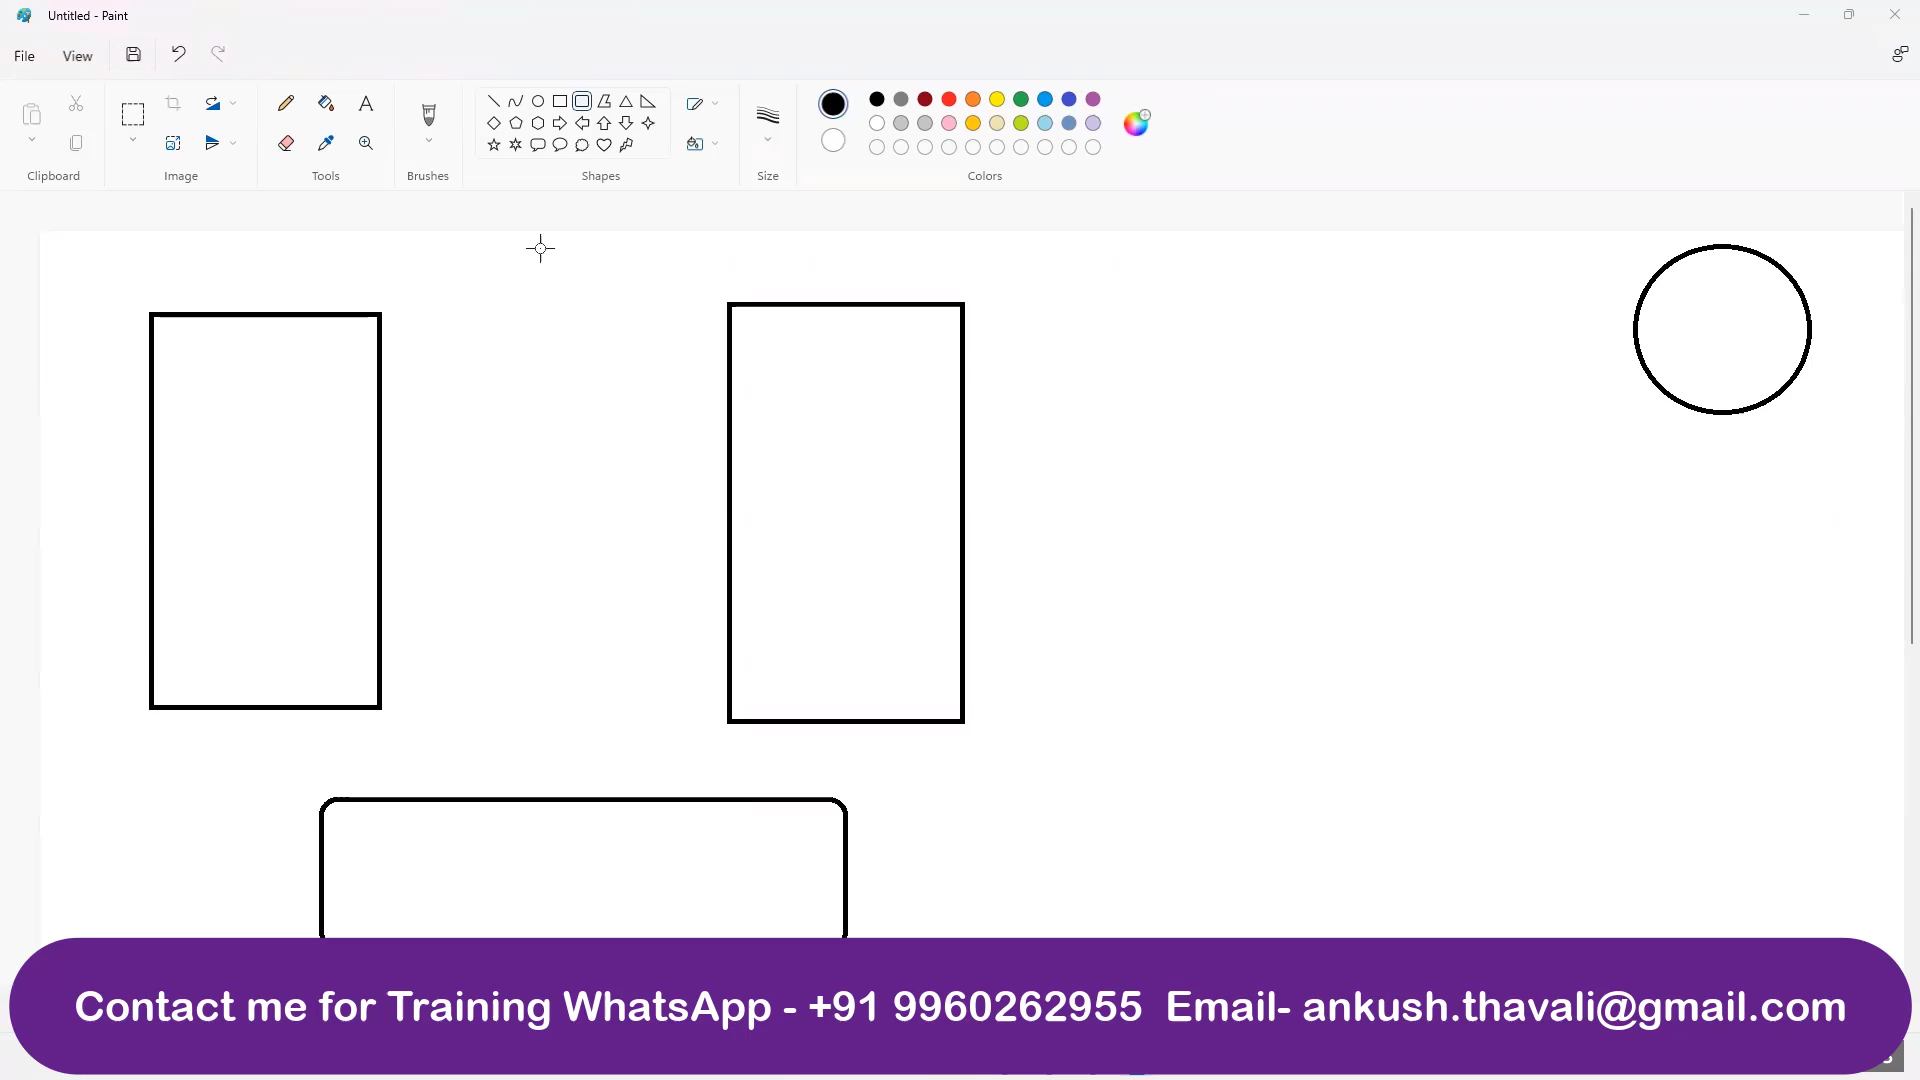 Untitled - Paint
File View
Clipboard Image Tools Brushes Shapes Size Colors
Contact me for Training WhatsApp - +91 9960262955 Email- ankush.thavali@gmail.com